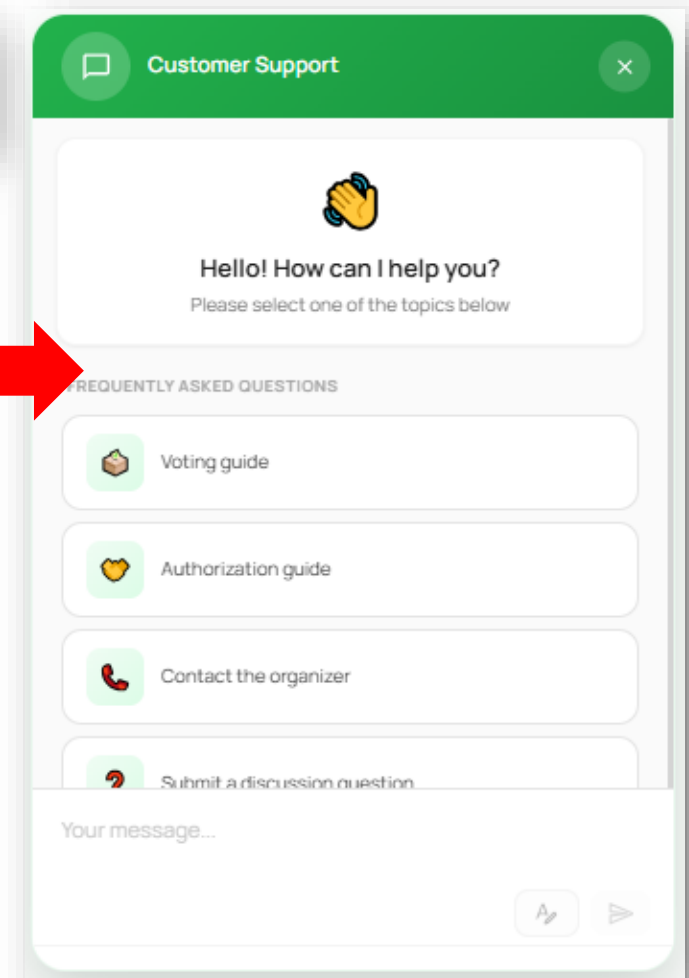 Customer Support
Hello! How can I help you?
Please select one of the topics below
FREQUENTLY ASKED QUESTIONS
Voting guide
Authorization guide
Contact the organizer
Submit a discussion question
Your message...